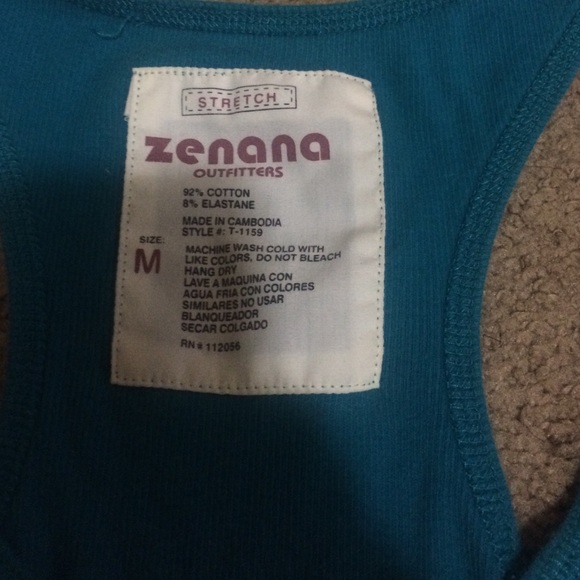 STRETCH
zenana
OUTFITTERS
92% COTTON
8% ELASTANE
MADE IN CAMBODIA
STYLE #: T-1159
SIZE:
M
MACHINE WASH COLD WITH
LIKE COLORS, DO NOT BLEACH
HANG DRY
LAVE A MAQUINA CON
AGUA FRIA CON COLORES
SIMILARES NO USAR
BLANQUEADOR
SECAR COLGADO
RN # 112056